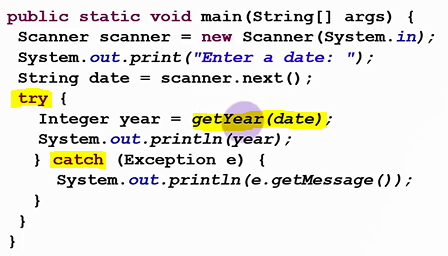 public static void main(String[] args) {
Scanner scanner = new Scanner(System.in);
System.out.print("Enter a date: ");
String date = scanner.next();
try {
Integer year = getYear(date);
System.out.println(year);
} catch (Exception e) {
System.out.println(e.getMessage());
}
}
}